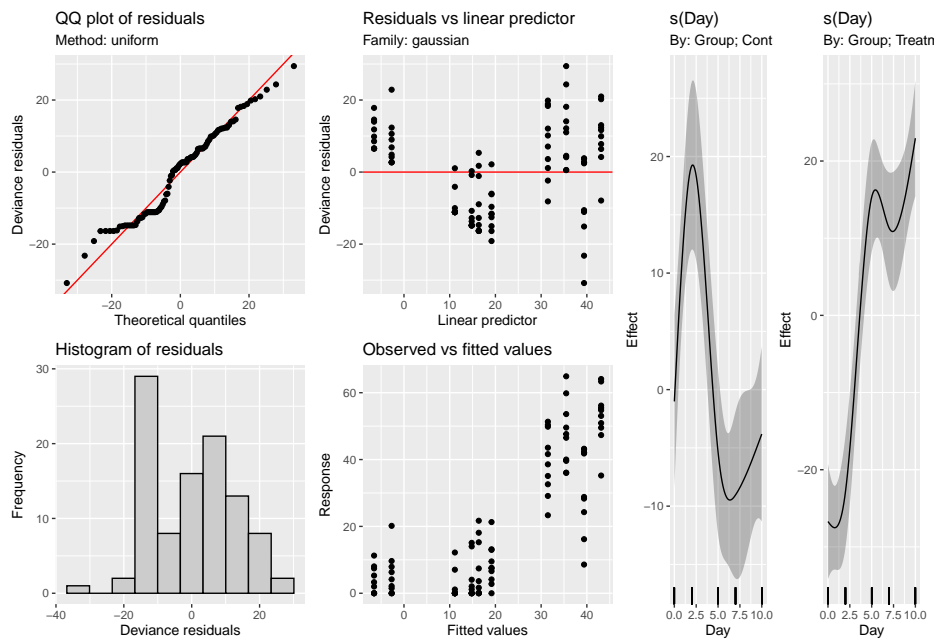 QQ plot of residuals
Method: uniform
Deviance residuals
20
0
−20
−20
0
20
Theoretical quantiles
Residuals vs linear predictor
Family: gaussian
Deviance residuals
20
0
−20
0
10
20
30
40
Linear predictor
Histogram of residuals
Frequency
30
20
10
0
−40
−20
0
20
Deviance residuals
Observed vs fitted values
Response
60
40
20
0
0
10
20
30
40
Fitted values
s(Day)
By: Group; Cont
Effect
20
10
0
−10
0.0 2.5 5.0 7.5 10.0
Day
s(Day)
By: Group; Treatm
Effect
20
0
−20
0.0 2.5 5.0 7.5 10.0
Day